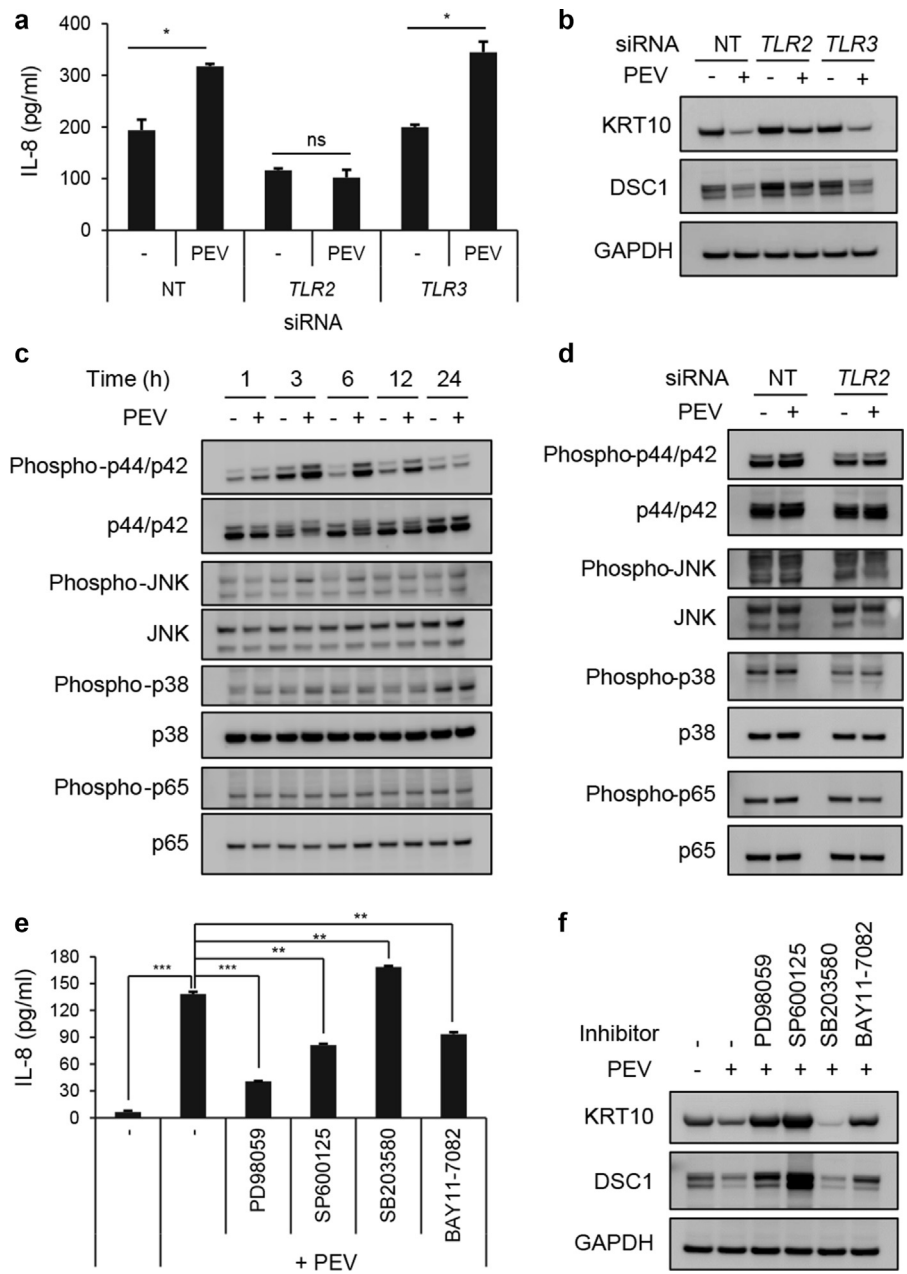 a
400
300
200
100
0
IL-8 (pg/ml)
*
ns
*
- PEV - PEV - PEV
NT TLR2 TLR3
siRNA
b
siRNA NT TLR2 TLR3
PEV - + - + - +
KRT10
DSC1
GAPDH
c
Time (h) 1 3 6 12 24
PEV - + - + - + - + - +
Phospho-p44/p42
p44/p42
Phospho-JNK
JNK
Phospho-p38
p38
Phospho-p65
p65
d
siRNA NT TLR2
PEV - + - +
Phospho-p44/p42
p44/p42
Phospho-JNK
JNK
Phospho-p38
p38
Phospho-p65
p65
e
180
150
120
90
60
30
0
IL-8 (pg/ml)
**
**
**
*** ***
- - PD98059 SP600125 SB203580 BAY11-7082
+ PEV
f
Inhibitor - - PD98059 SP600125 SB203580 BAY11-7082
PEV - + + + + +
KRT10
DSC1
GAPDH